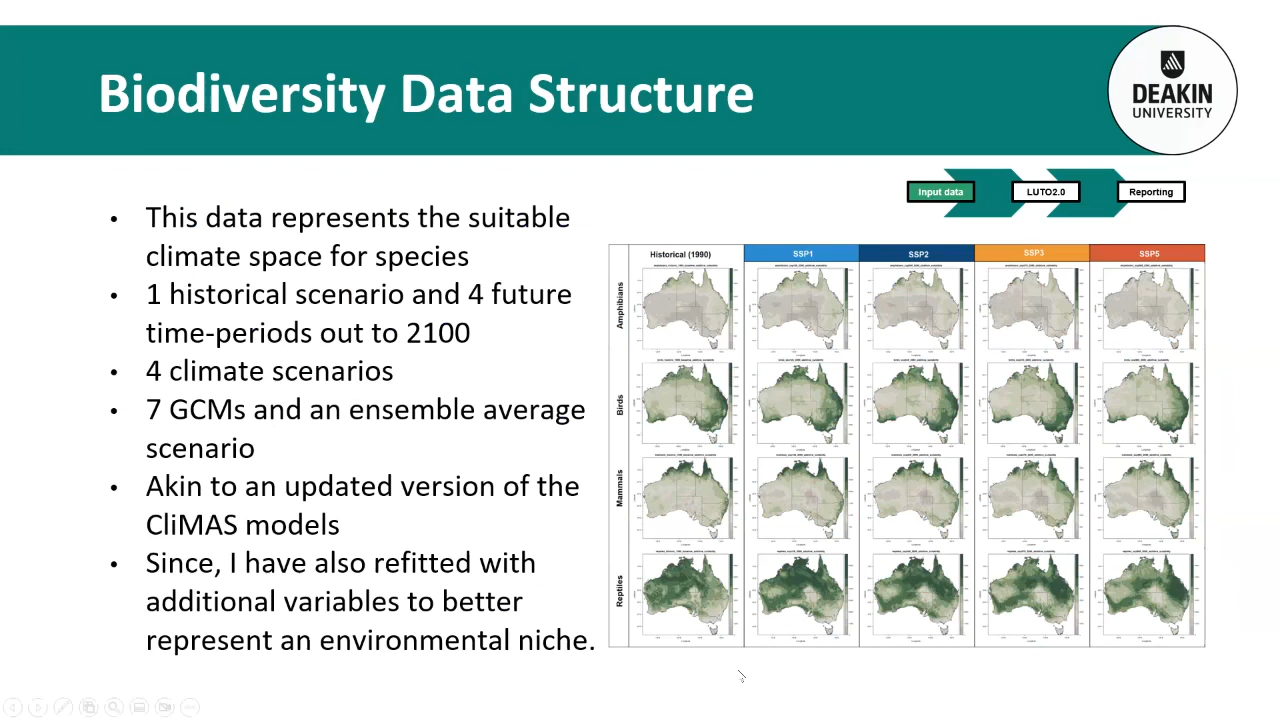 Biodiversity Data Structure
DEAKIN
UNIVERSITY
Input data
LUTO2.0
Reporting
• This data represents the suitable
climate space for species
• 1 historical scenario and 4 future
time-periods out to 2100
• 4 climate scenarios
• 7 GCMs and an ensemble average
scenario
• Akin to an updated version of the
CliMAS models
• Since, I have also refitted with
additional variables to better
represent an environmental niche.
Historical (1990)
SSP1
SSP2
SSP3
SSP5
Amphibians
Birds
Mammals
Reptiles